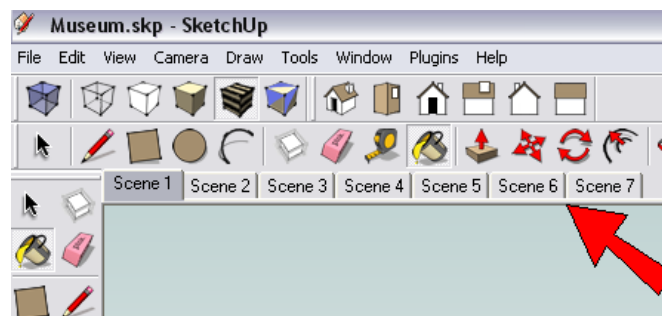 Museum.skp - SketchUp
File Edit View Camera Draw Tools Window Plugins Help
Scene 1 Scene 2 Scene 3 Scene 4 Scene 5 Scene 6 Scene 7